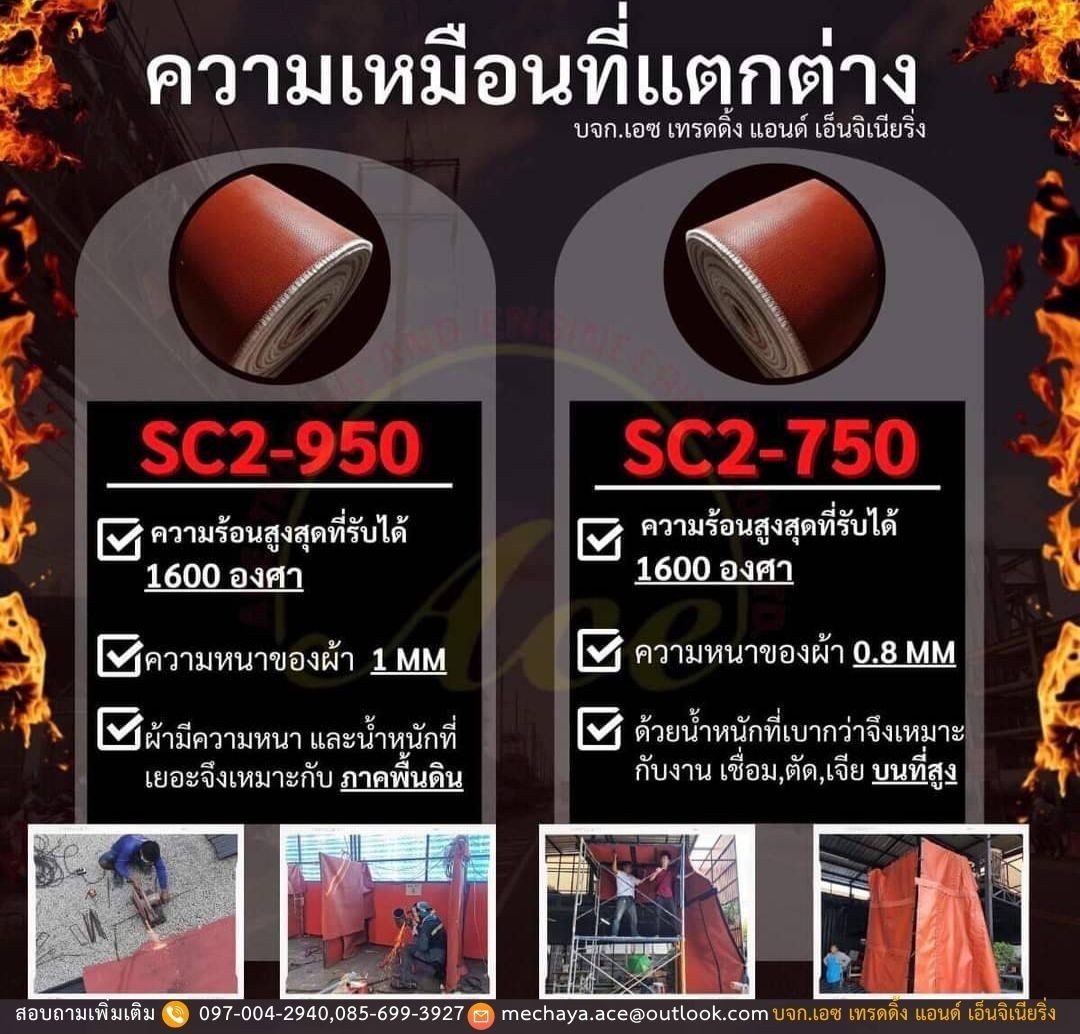 ความเหมือนที่แตกต่าง
บจก.เอซ เทรดดิ้ง แอนด์ เอ็นจิเนียริ่ง
SC2-950
ความร้อนสูงสุดที่รับได้
1600 องศา
ความหนาของผ้า 1 MM
ผ้ามีความหนา และน้ำหนักที่
เยอะจึงเหมาะกับ ภาคพื้นดิน
SC2-750
ความร้อนสูงสุดที่รับได้
1600 องศา
ความหนาของผ้า 0.8 MM
ด้วยน้ำหนักที่เบากว่าจึงเหมาะ
กับงาน เชื่อม,ตัด,เจีย บนที่สูง
Ace
สอบถามเพิ่มเติม 097-004-2940,085-699-3927 mechaya.ace@outlook.com บจก.เอซ เทรดดิ้ง แอนด์ เอ็นจิเนียริ่ง